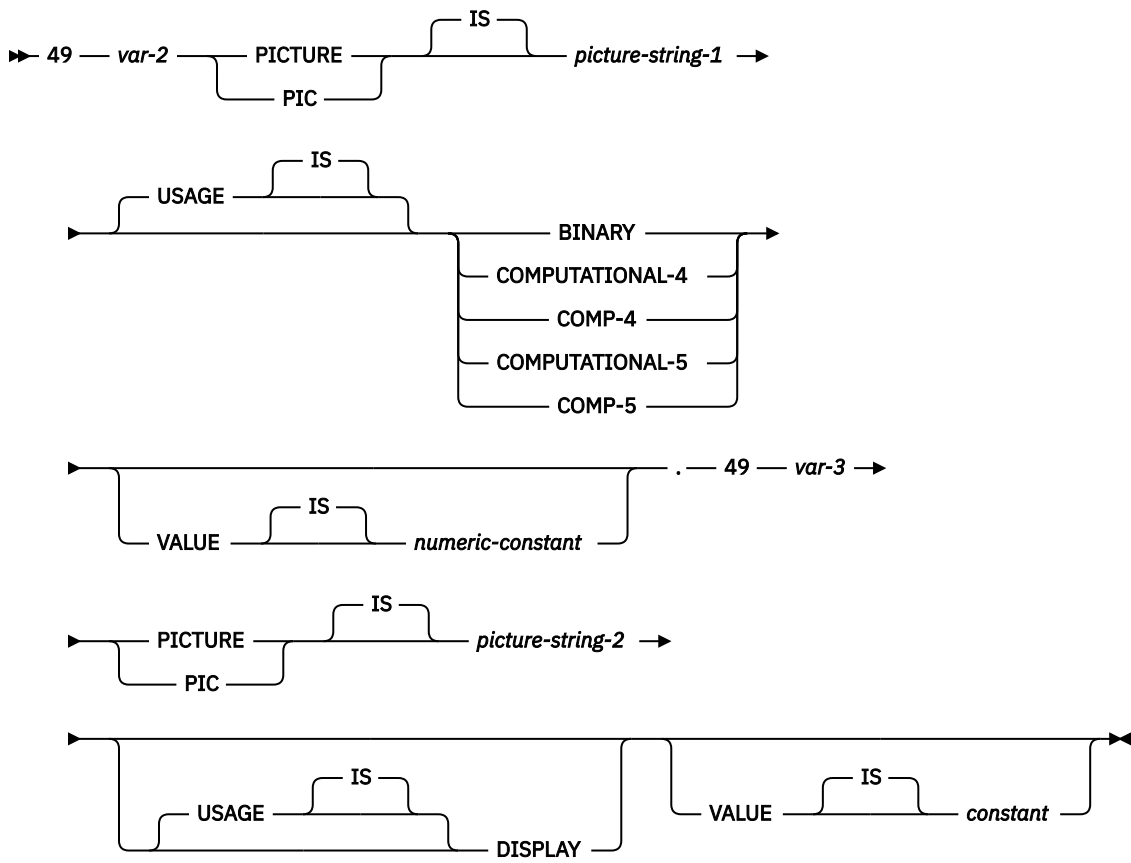 IS
49 var-2 PICTURE picture-string-1
PIC
IS
USAGE
BINARY
COMPUTATIONAL-4
COMP-4
COMPUTATIONAL-5
COMP-5
. 49 var-3
IS
VALUE numeric-constant
IS
PICTURE picture-string-2
PIC
IS IS
USAGE VALUE constant
DISPLAY